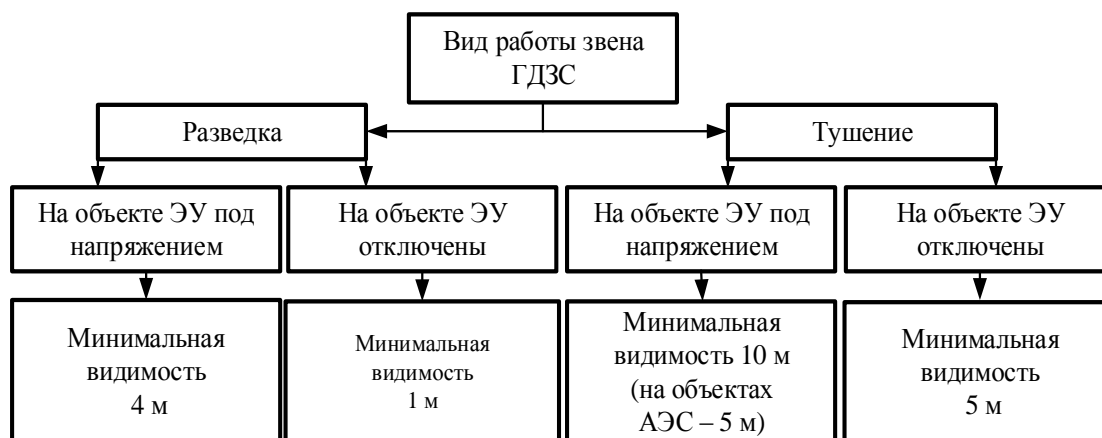 Вид работы звена
ГДЗС
Разведка
Тушение
На объекте ЭУ под
напряжением
На объекте ЭУ
отключены
На объекте ЭУ под
напряжением
На объекте ЭУ
отключены
Минимальная
видимость
4 м
Минимальная
видимость
1 м
Минимальная
видимость 10 м
(на объектах
АЭС – 5 м)
Минимальная
видимость
5 м